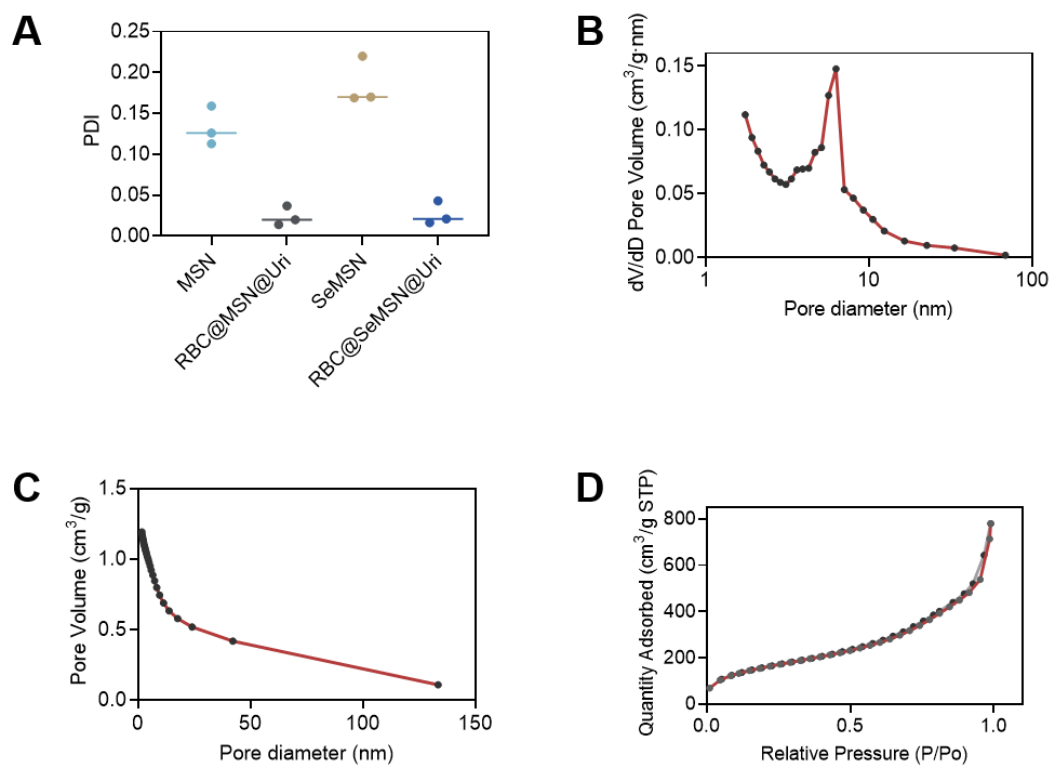 A
PDI
0.25
0.20
0.15
0.10
0.05
0.00
MSN
RBC@MSN@Uri
SeMSN
RBC@SeMSN@Uri
B
dV/dD Pore Volume (cm³/g·nm)
0.15
0.10
0.05
0.00
1
10
100
Pore diameter (nm)
C
Pore Volume (cm³/g)
1.5
1.0
0.5
0.0
0
50
100
150
Pore diameter (nm)
D
Quantity Adsorbed (cm³/g STP)
800
600
400
200
0
0.0
0.5
1.0
Relative Pressure (P/Po)